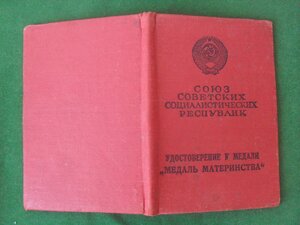 СОЮЗ
СОВЕТСКИХ
СОЦИАЛИСТИЧЕСКИХ
РЕСПУБЛИК
УДОСТОВЕРЕНИЕ К МЕДАЛИ
„МЕДАЛЬ МАТЕРИНСТВА"